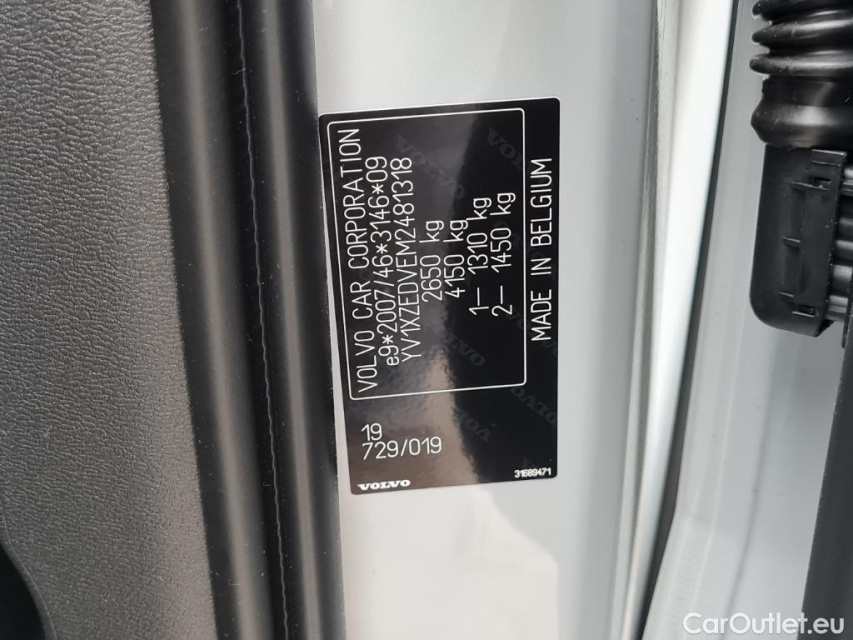 VOLVO CAR CORPORATION
e9*2007/46*3146*09
YV1XZEDVEM2481318
2650 kg
4150 kg
1— 1310 kg
2— 1450 kg
MADE IN BELGIUM
19
729/019
VOLVO
31689471
CarOutlet.eu